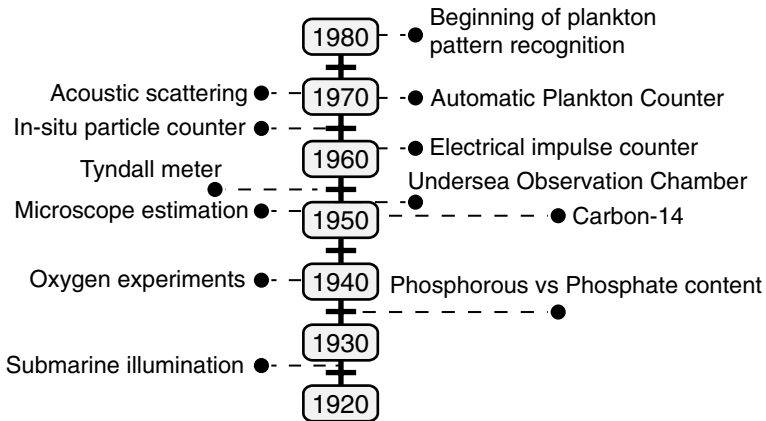 Beginning of plankton
pattern recognition
1980
Acoustic scattering
1970
Automatic Plankton Counter
In-situ particle counter
Electrical impulse counter
1960
Tyndall meter
Undersea Observation Chamber
Microscope estimation
1950
Carbon-14
Oxygen experiments
1940
Phosphorous vs Phosphate content
1930
Submarine illumination
1920